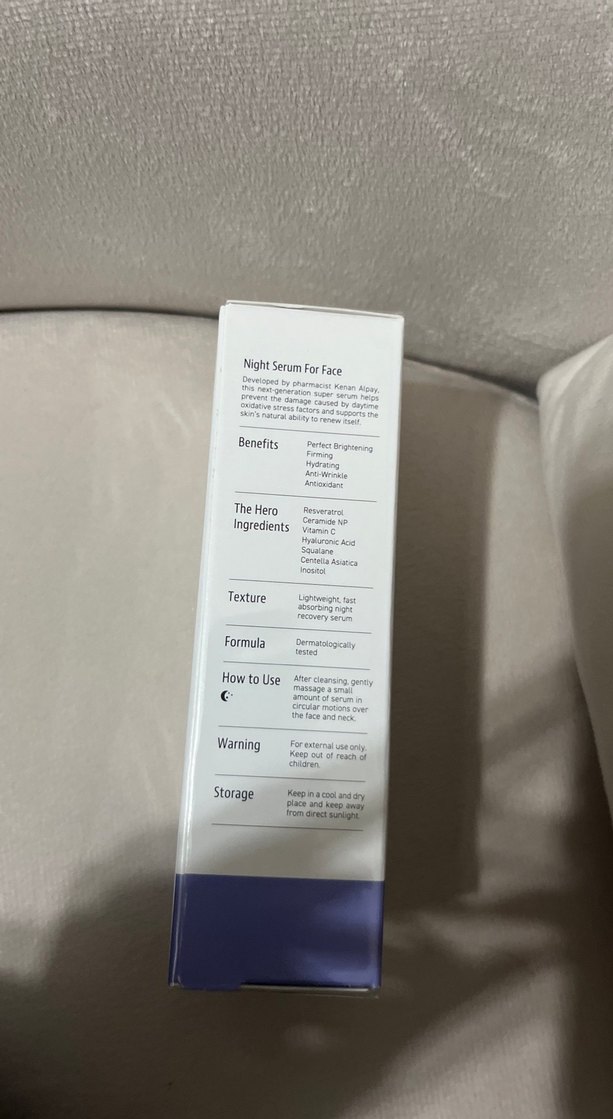 Night Serum For Face
Developed by pharmacist Kenan Alpay,
this next-generation super serum helps
prevent the damage caused by daytime
oxidative stress factors and supports the
skin's natural ability to renew itself.
Benefits
Perfect Brightening
Firming
Hydrating
Anti-Wrinkle
Antioxidant
The Hero
Ingredients
Resveratrol
Ceramide NP
Vitamin C
Hyaluronic Acid
Squalane
Centella Asiatica
Inositol
Texture
Lightweight, fast
absorbing night
recovery serum
Formula
Dermatologically
tested
How to Use
After cleansing, gently
massage a small
amount of serum in
circular motions over
the face and neck.
Warning
For external use only.
Keep out of reach of
children.
Storage
Keep in a cool and dry
place and keep away
from direct sunlight.